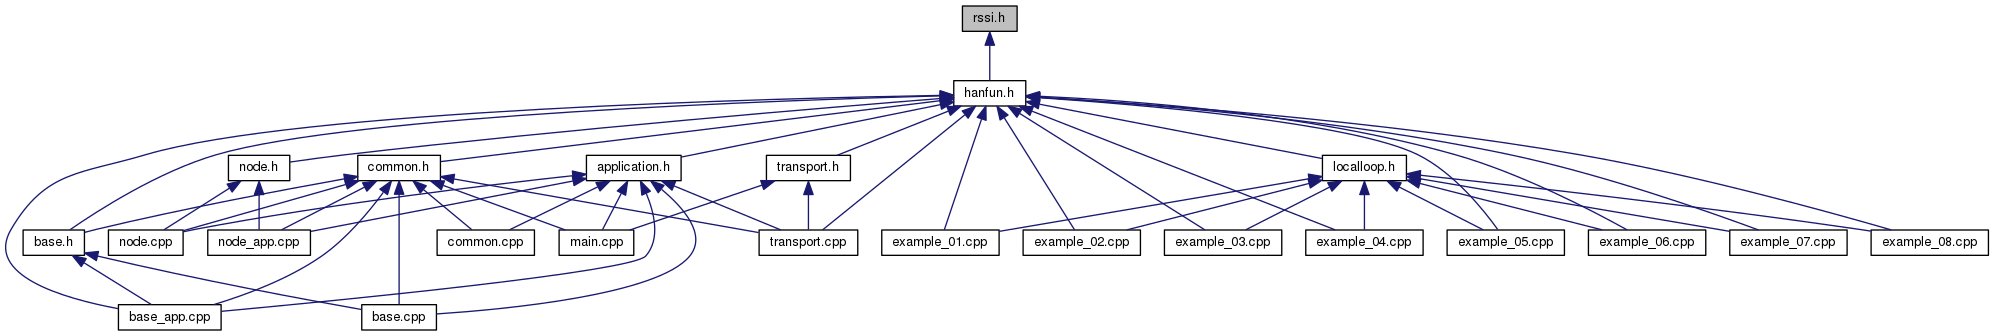 rssi.h
hanfun.h
node.h
common.h
application.h
transport.h
localloop.h
base.h
node.cpp
node_app.cpp
common.cpp
main.cpp
transport.cpp
example_01.cpp
example_02.cpp
example_03.cpp
example_04.cpp
example_05.cpp
example_06.cpp
example_07.cpp
example_08.cpp
base_app.cpp
base.cpp